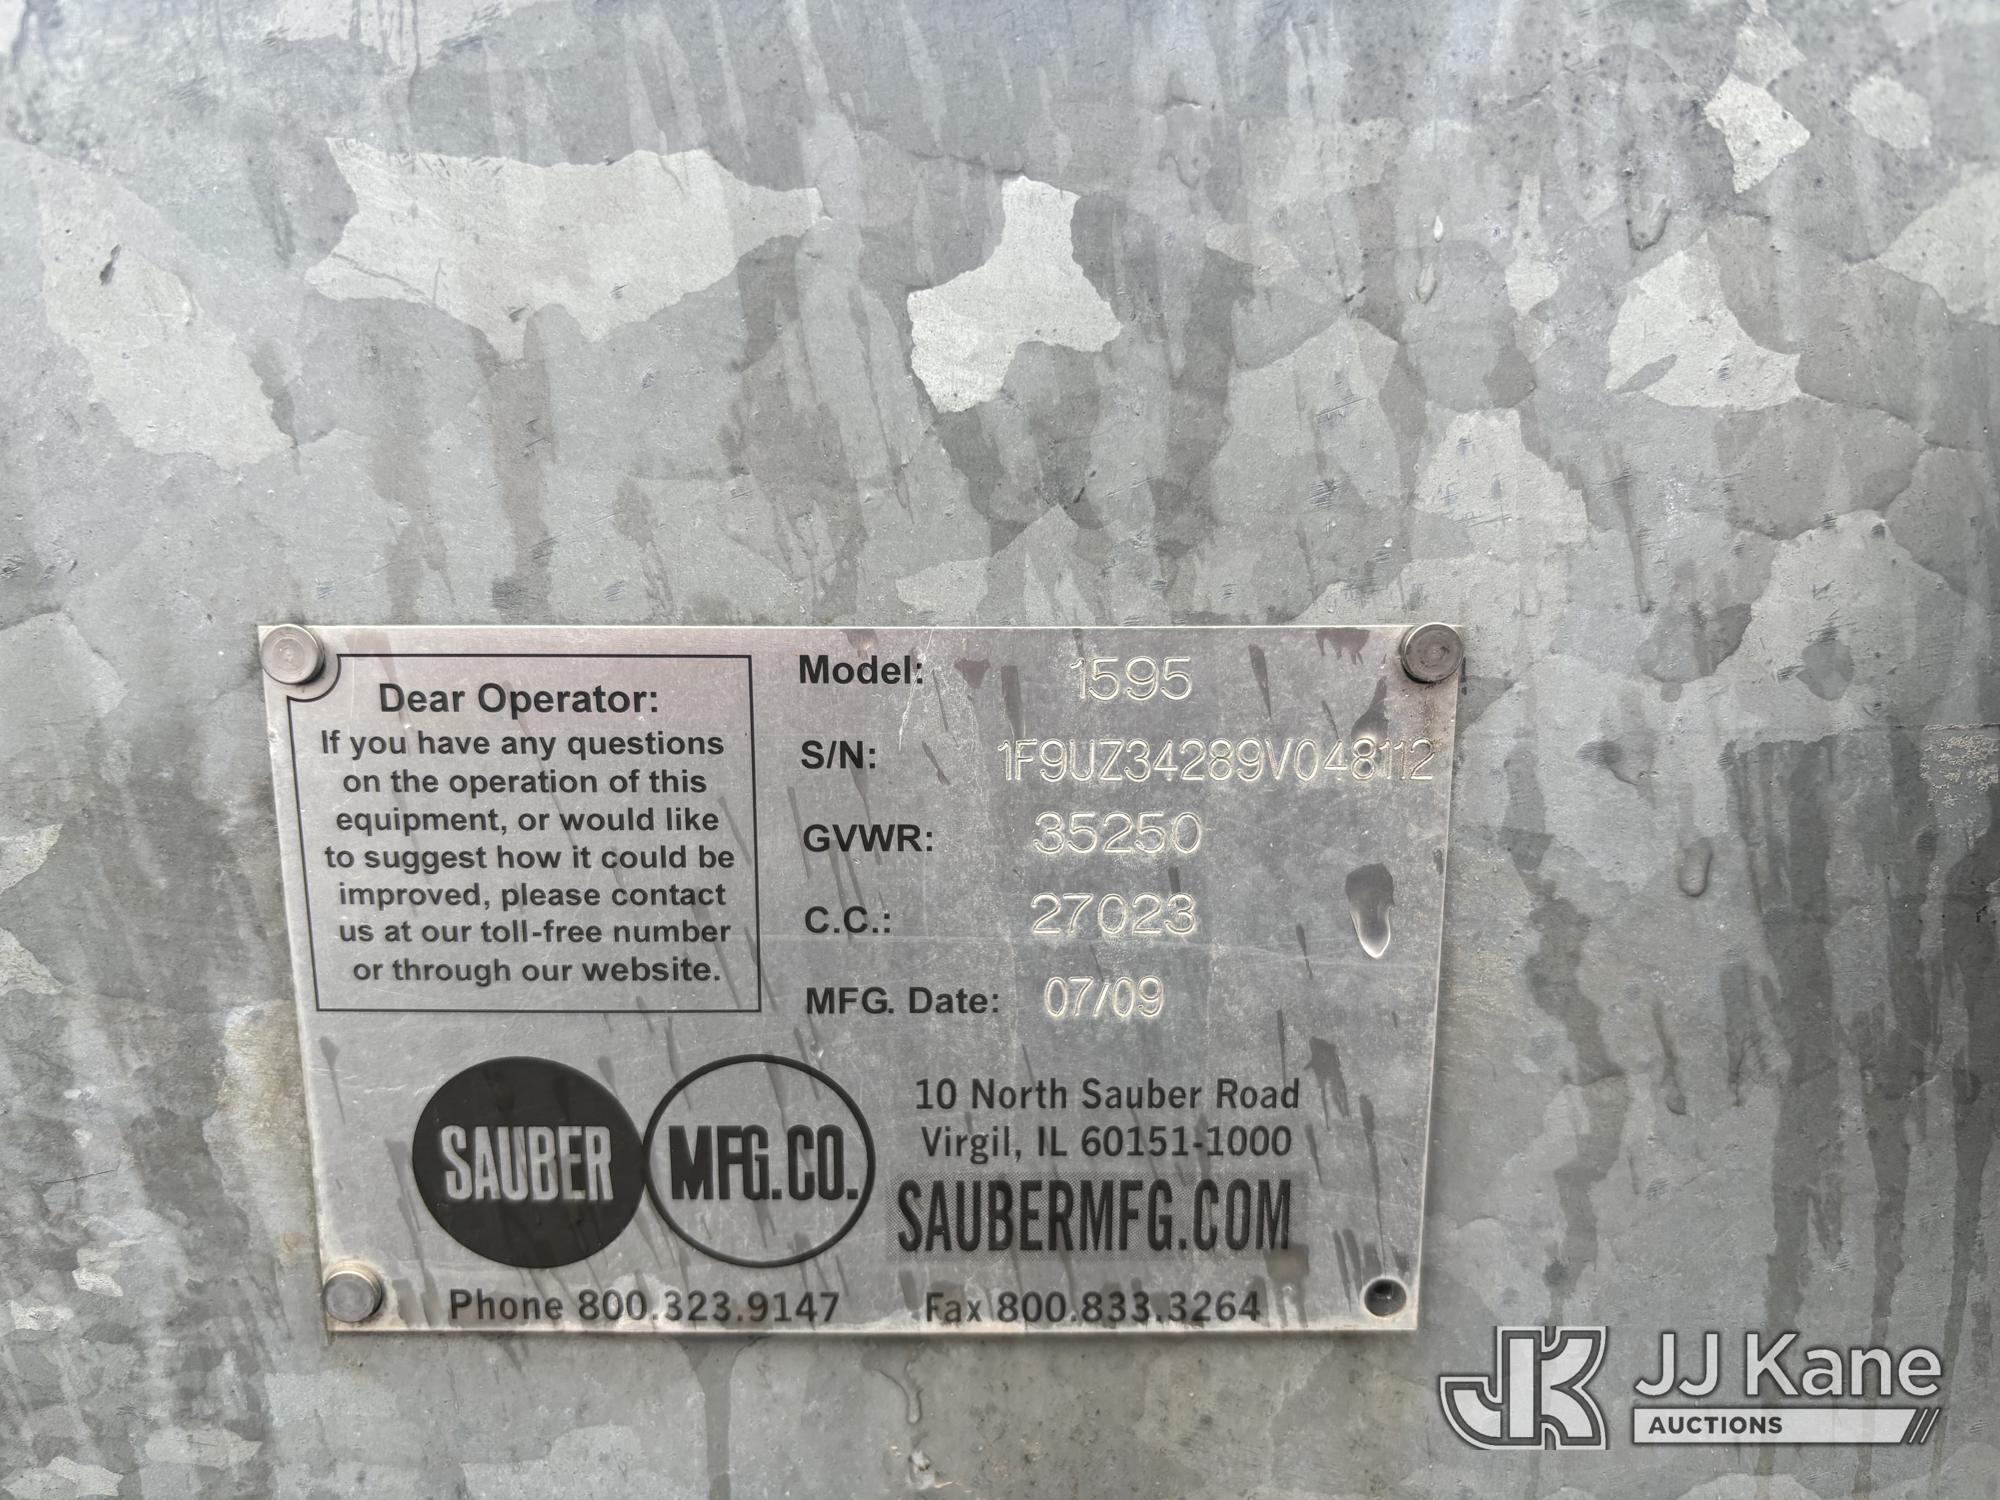 Dear Operator:
If you have any questions
on the operation of this
equipment, or would like
to suggest how it could be
improved, please contact
us at our toll-free number
or through our website.
Model: 1595
S/N: 1F9UZ34289V048112
GVWR: 35250
C.C.: 27023
MFG. Date: 07/09
SAUBER MFG.CO.
10 North Sauber Road
Virgil, IL 60151-1000
SAUBERMFG.COM
Phone 800.323.9147 Fax 800.833.3264
JK JJ Kane
AUCTIONS